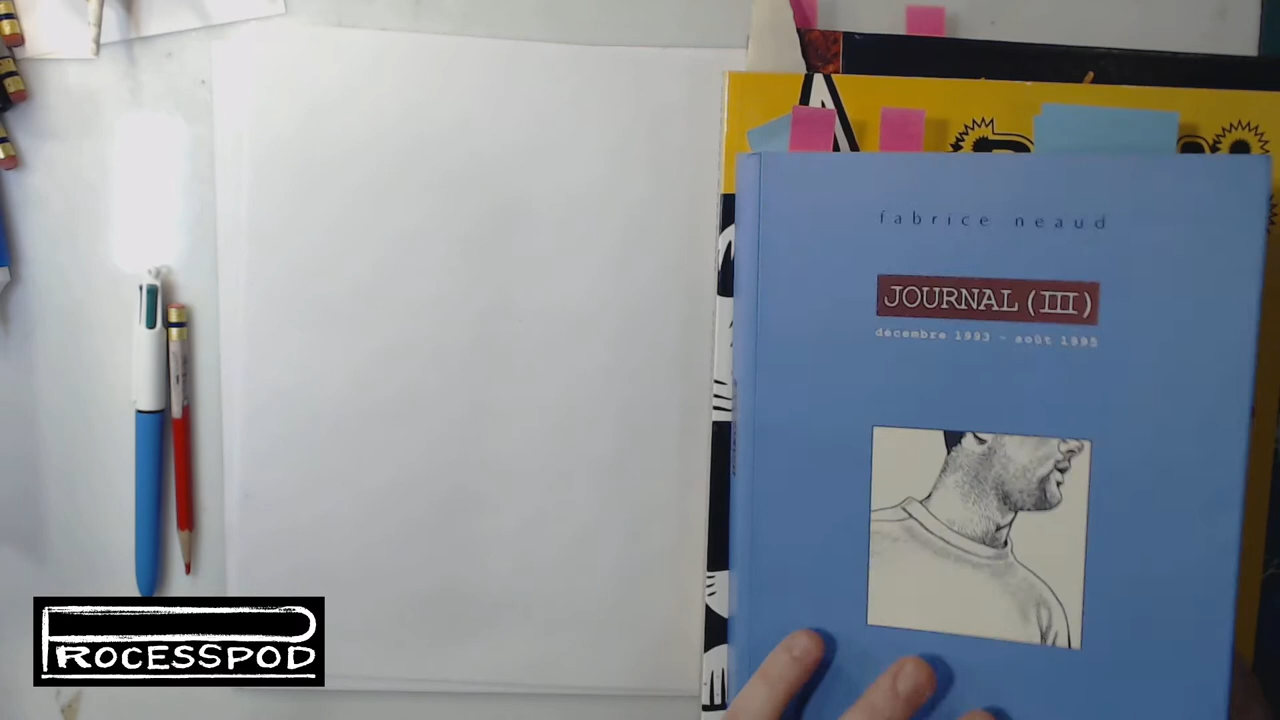 fabrice neaud
JOURNAL (III)
décembre 1993 - août 1995
PROCESSPOD